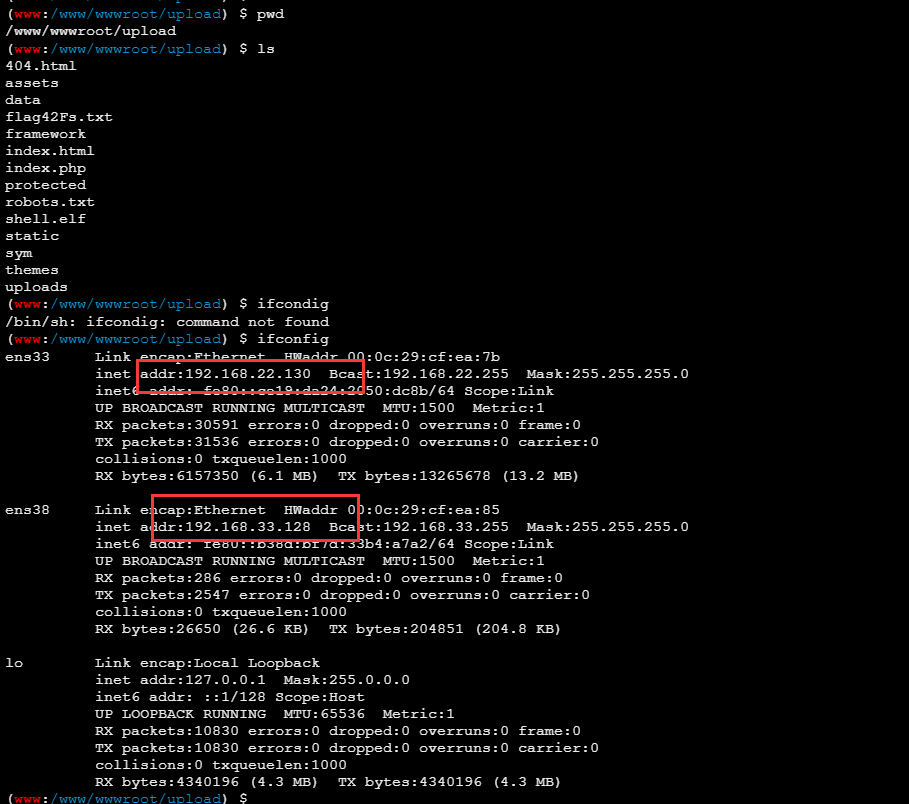 (www:/www/wwwroot/upload) $ pwd
/www/wwwroot/upload
(www:/www/wwwroot/upload) $ ls
404.html
assets
data
flag42Fs.txt
framework
index.html
index.php
protected
robots.txt
shell.elf
static
sym
themes
uploads
(www:/www/wwwroot/upload) $ ifcondig
/bin/sh: ifcondig: command not found
(www:/www/wwwroot/upload) $ ifconfig
ens33     Link encap:Ethernet  HWaddr 00:0c:29:cf:ea:7b
          inet addr:192.168.22.130  Bcast:192.168.22.255  Mask:255.255.255.0
          inet6 addr: Scope:Link
          UP BROADCAST RUNNING MULTICAST  MTU:1500  Metric:1
          RX packets:30591 errors:0 dropped:0 overruns:0 frame:0
          TX packets:31536 errors:0 dropped:0 overruns:0 carrier:0
          collisions:0 txqueuelen:1000
          RX bytes:6157350 (6.1 MB)  TX bytes:13265678 (13.2 MB)
ens38     Link encap:Ethernet  HWaddr 00:0c:29:cf:ea:85
          inet addr:192.168.33.128  Bcast:192.168.33.255  Mask:255.255.255.0
          inet6 addr: fe80::b38d:bf7d:33b4:a7a2/64 Scope:Link
          UP BROADCAST RUNNING MULTICAST  MTU:1500  Metric:1
          RX packets:286 errors:0 dropped:0 overruns:0 frame:0
          TX packets:2547 errors:0 dropped:0 overruns:0 carrier:0
          collisions:0 txqueuelen:1000
          RX bytes:26650 (26.6 KB)  TX bytes:204851 (204.8 KB)
lo        Link encap:Local Loopback
          inet addr:127.0.0.1  Mask:255.0.0.0
          inet6 addr: ::1/128 Scope:Host
          UP LOOPBACK RUNNING  MTU:65536  Metric:1
          RX packets:10830 errors:0 dropped:0 overruns:0 frame:0
          TX packets:10830 errors:0 dropped:0 overruns:0 carrier:0
          collisions:0 txqueuelen:1000
          RX bytes:4340196 (4.3 MB)  TX bytes:4340196 (4.3 MB)
(www:/www/wwwroot/upload) $